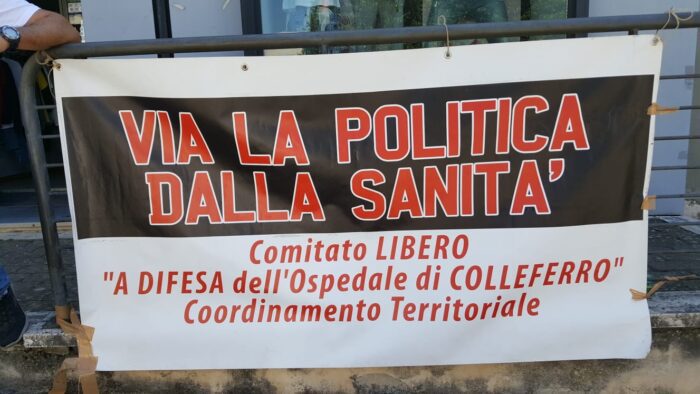 VIA LA POLITICA
DALLA SANITA'
Comitato LIBERO
"A DIFESA dell'Ospedale di COLLEFERRO"
Coordinamento Territoriale